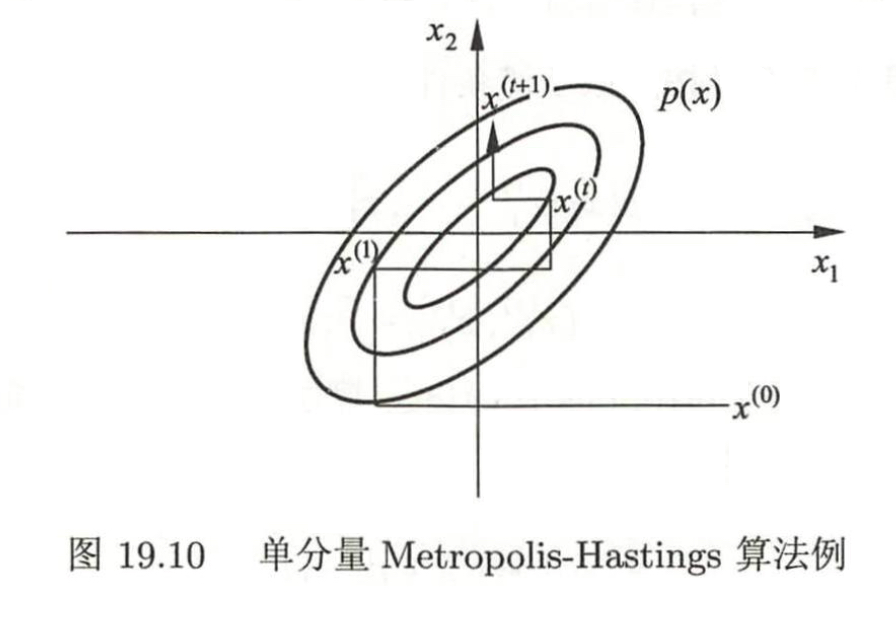 x₂
x⁽ᵗ⁺¹⁾
p(x)
x⁽ᵗ⁾
x⁽¹⁾
x₁
x⁽⁰⁾
图 19.10 单分量 Metropolis-Hastings 算法例